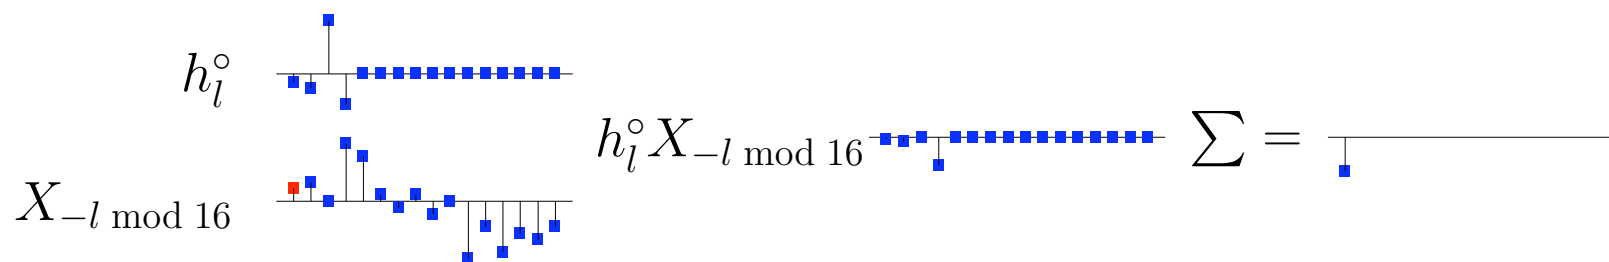 h_l^∘
h_l^∘ X_{−l mod 16} ∑ =
X_{−l mod 16}